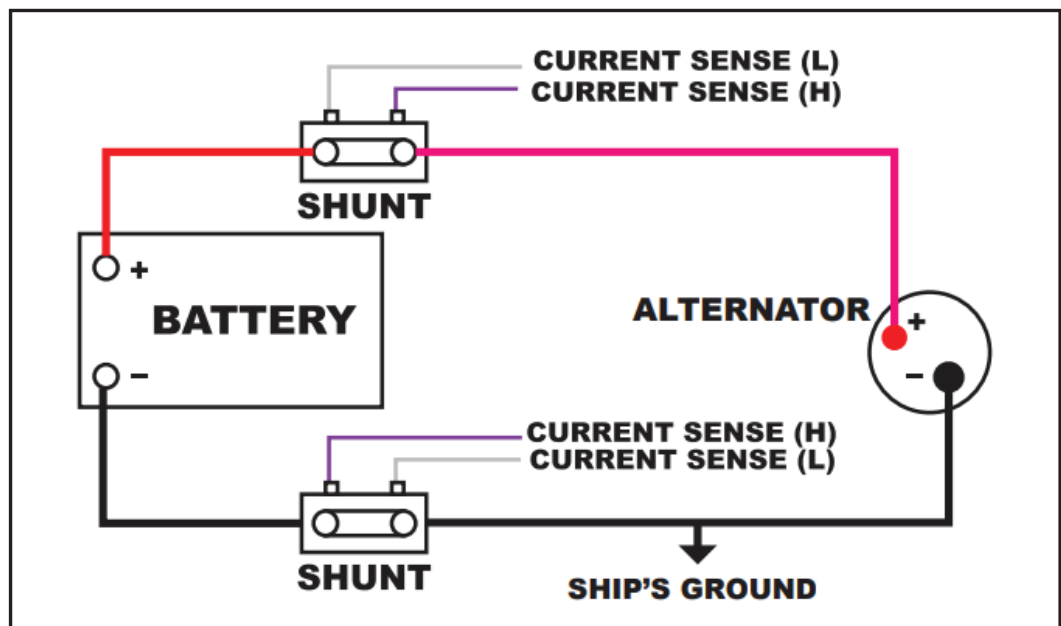 CURRENT SENSE (L)
CURRENT SENSE (H)
SHUNT
+
BATTERY
ALTERNATOR
+
−
−
CURRENT SENSE (H)
CURRENT SENSE (L)
SHUNT
SHIP'S GROUND